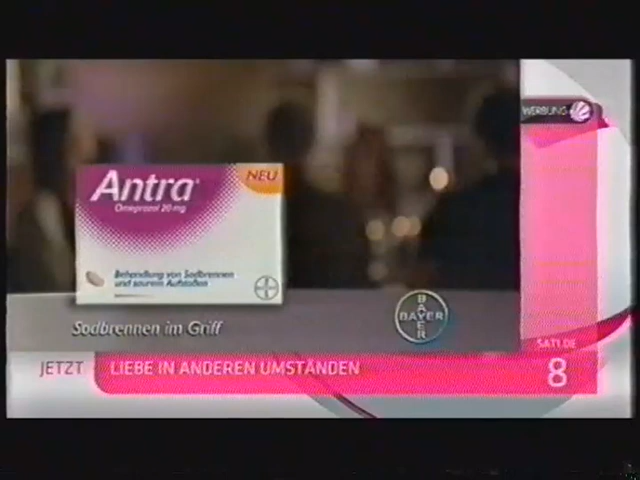 WERBUNG
Antra®
NEU
Omeprazol 20 mg
Behandlung von Sodbrennen
und saurem Aufstoßen
BAYER
BAYER
Sodbrennen im Griff
SAT1.DE
JETZT LIEBE IN ANDEREN UMSTÄNDEN
8